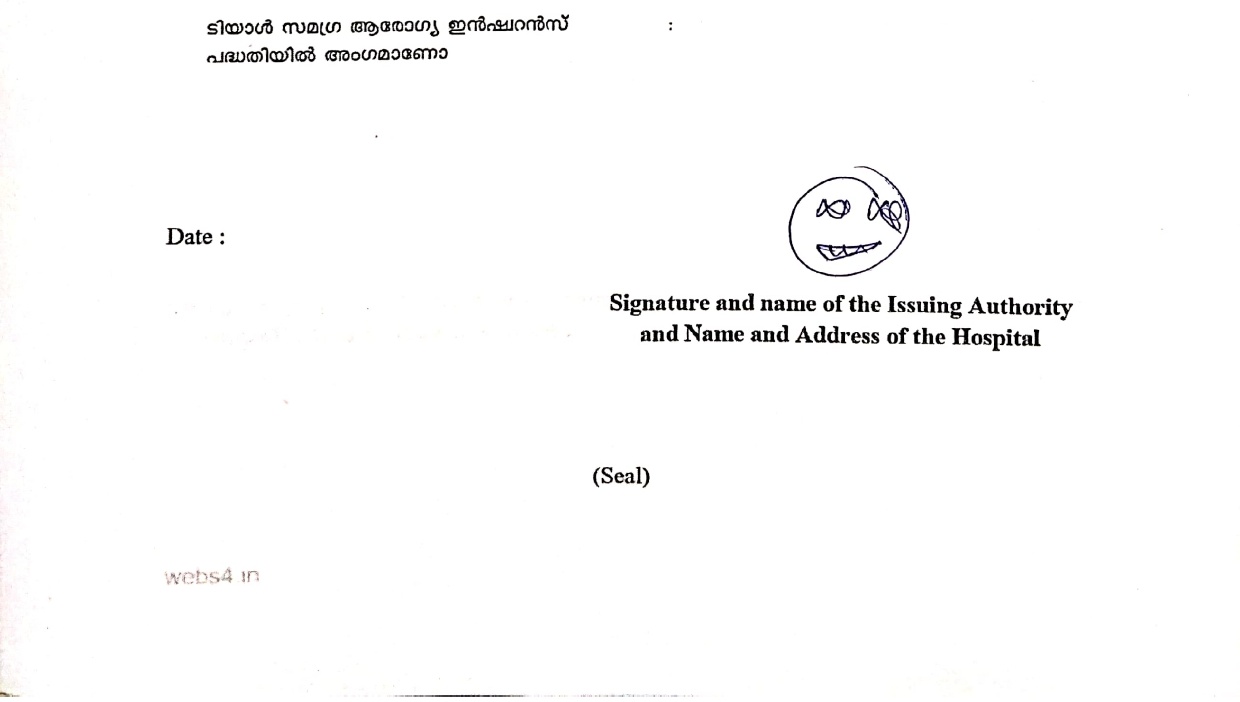 ടിയാൾ സമഗ്ര ആരോഗ്യ ഇൻഷുറൻസ് :
പദ്ധതിയിൽ അംഗമാണോ
Date :
Signature and name of the Issuing Authority
and Name and Address of the Hospital
(Seal)
webs4 in